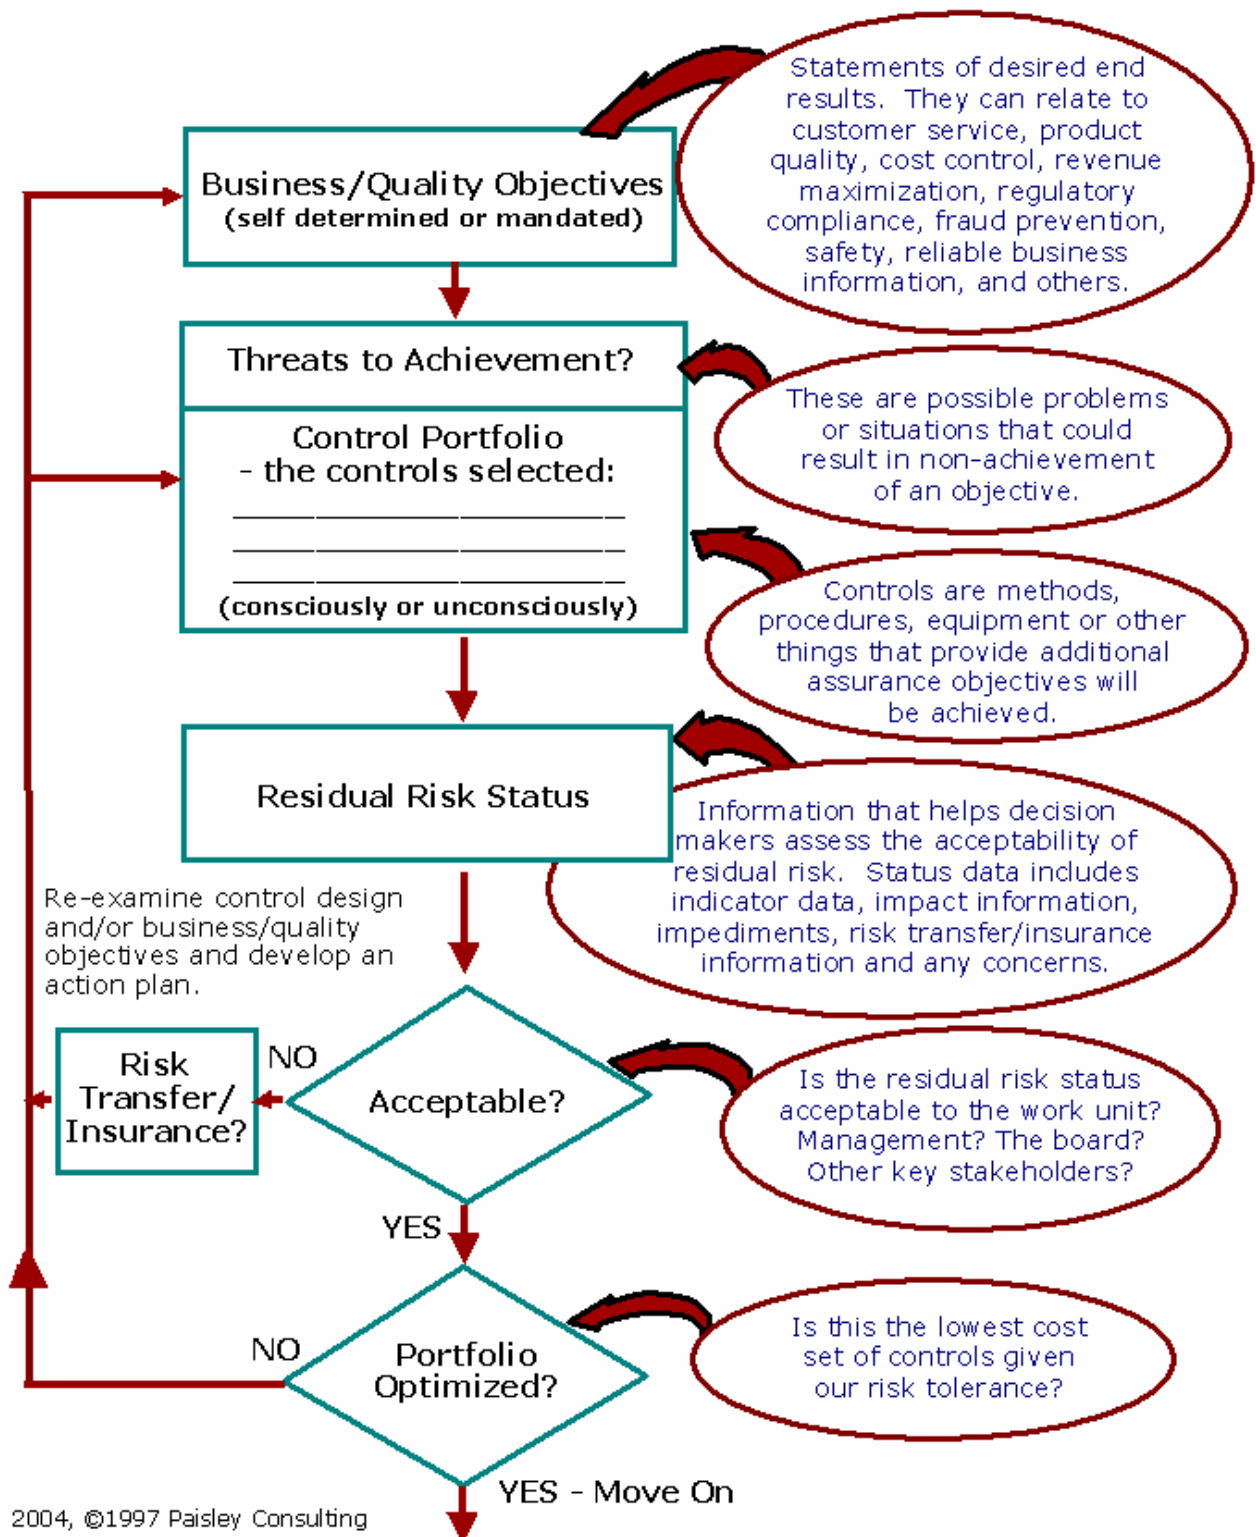 Statements of desired end
results. They can relate to
customer service, product
quality, cost control, revenue
maximization, regulatory
compliance, fraud prevention,
safety, reliable business
information, and others.
Business/Quality Objectives
(self determined or mandated)
Threats to Achievement?
These are possible problems
or situations that could
result in non-achievement
of an objective.
Control Portfolio
- the controls selected:
(consciously or unconsciously)
Controls are methods,
procedures, equipment or other
things that provide additional
assurance objectives will
be achieved.
Residual Risk Status
Information that helps decision
makers assess the acceptability of
residual risk. Status data includes
indicator data, impact information,
impediments, risk transfer/insurance
information and any concerns.
Re-examine control design
and/or business/quality
objectives and develop an
action plan.
Risk
Transfer/
Insurance?
NO
Acceptable?
Is the residual risk status
acceptable to the work unit?
Management? The board?
Other key stakeholders?
YES
NO
Portfolio
Optimized?
Is this the lowest cost
set of controls given
our risk tolerance?
YES - Move On
2004, ©1997 Paisley Consulting